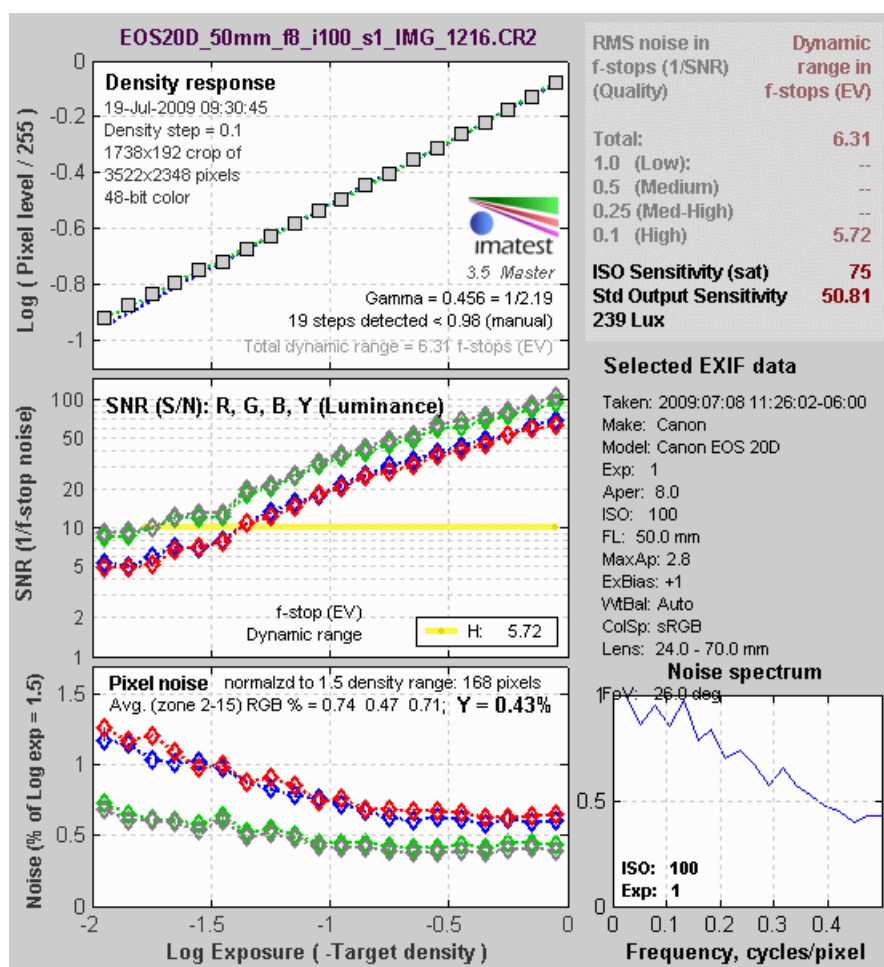 EOS20D_50mm_f8_i100_s1_IMG_1216.CR2
Density response
19-Jul-2009 09:30:45
Density step = 0.1
1738x192 crop of
3522x2348 pixels
48-bit color
imatest
3.5 Master
Gamma = 0.456 = 1/2.19
19 steps detected < 0.98 (manual)
Total dynamic range = 6.31 f-stops (EV)
Log ( Pixel level / 255 )
0
-0.2
-0.4
-0.6
-0.8
-1
SNR (S/N): R, G, B, Y (Luminance)
SNR (1/f-stop noise)
100
50
20
10
5
2
1
f-stop (EV)
Dynamic range
H: 5.72
Pixel noise normalzd to 1.5 density range: 168 pixels
Avg. (zone 2-15) RGB % = 0.74 0.47 0.71; Y = 0.43%
Noise (% of Log exp = 1.5)
1.5
1
0.5
0
-2 -1.5 -1 -0.5 0
Log Exposure ( -Target density )
RMS noise in Dynamic
f-stops (1/SNR) range in
(Quality) f-stops (EV)
Total: 6.31
1.0 (Low): --
0.5 (Medium) --
0.25 (Med-High) --
0.1 (High) 5.72
ISO Sensitivity (sat) 75
Std Output Sensitivity 50.81
239 Lux
Selected EXIF data
Taken: 2009:07:08 11:26:02-06:00
Make: Canon
Model: Canon EOS 20D
Exp: 1
Aper: 8.0
ISO: 100
FL: 50.0 mm
MaxAp: 2.8
ExBias: +1
WtBal: Auto
ColSp: sRGB
Lens: 24.0 - 70.0 mm
Noise spectrum
FoV: 26.0 deg
1
0.5
0
ISO: 100
Exp: 1
0 0.1 0.2 0.3 0.4
Frequency, cycles/pixel